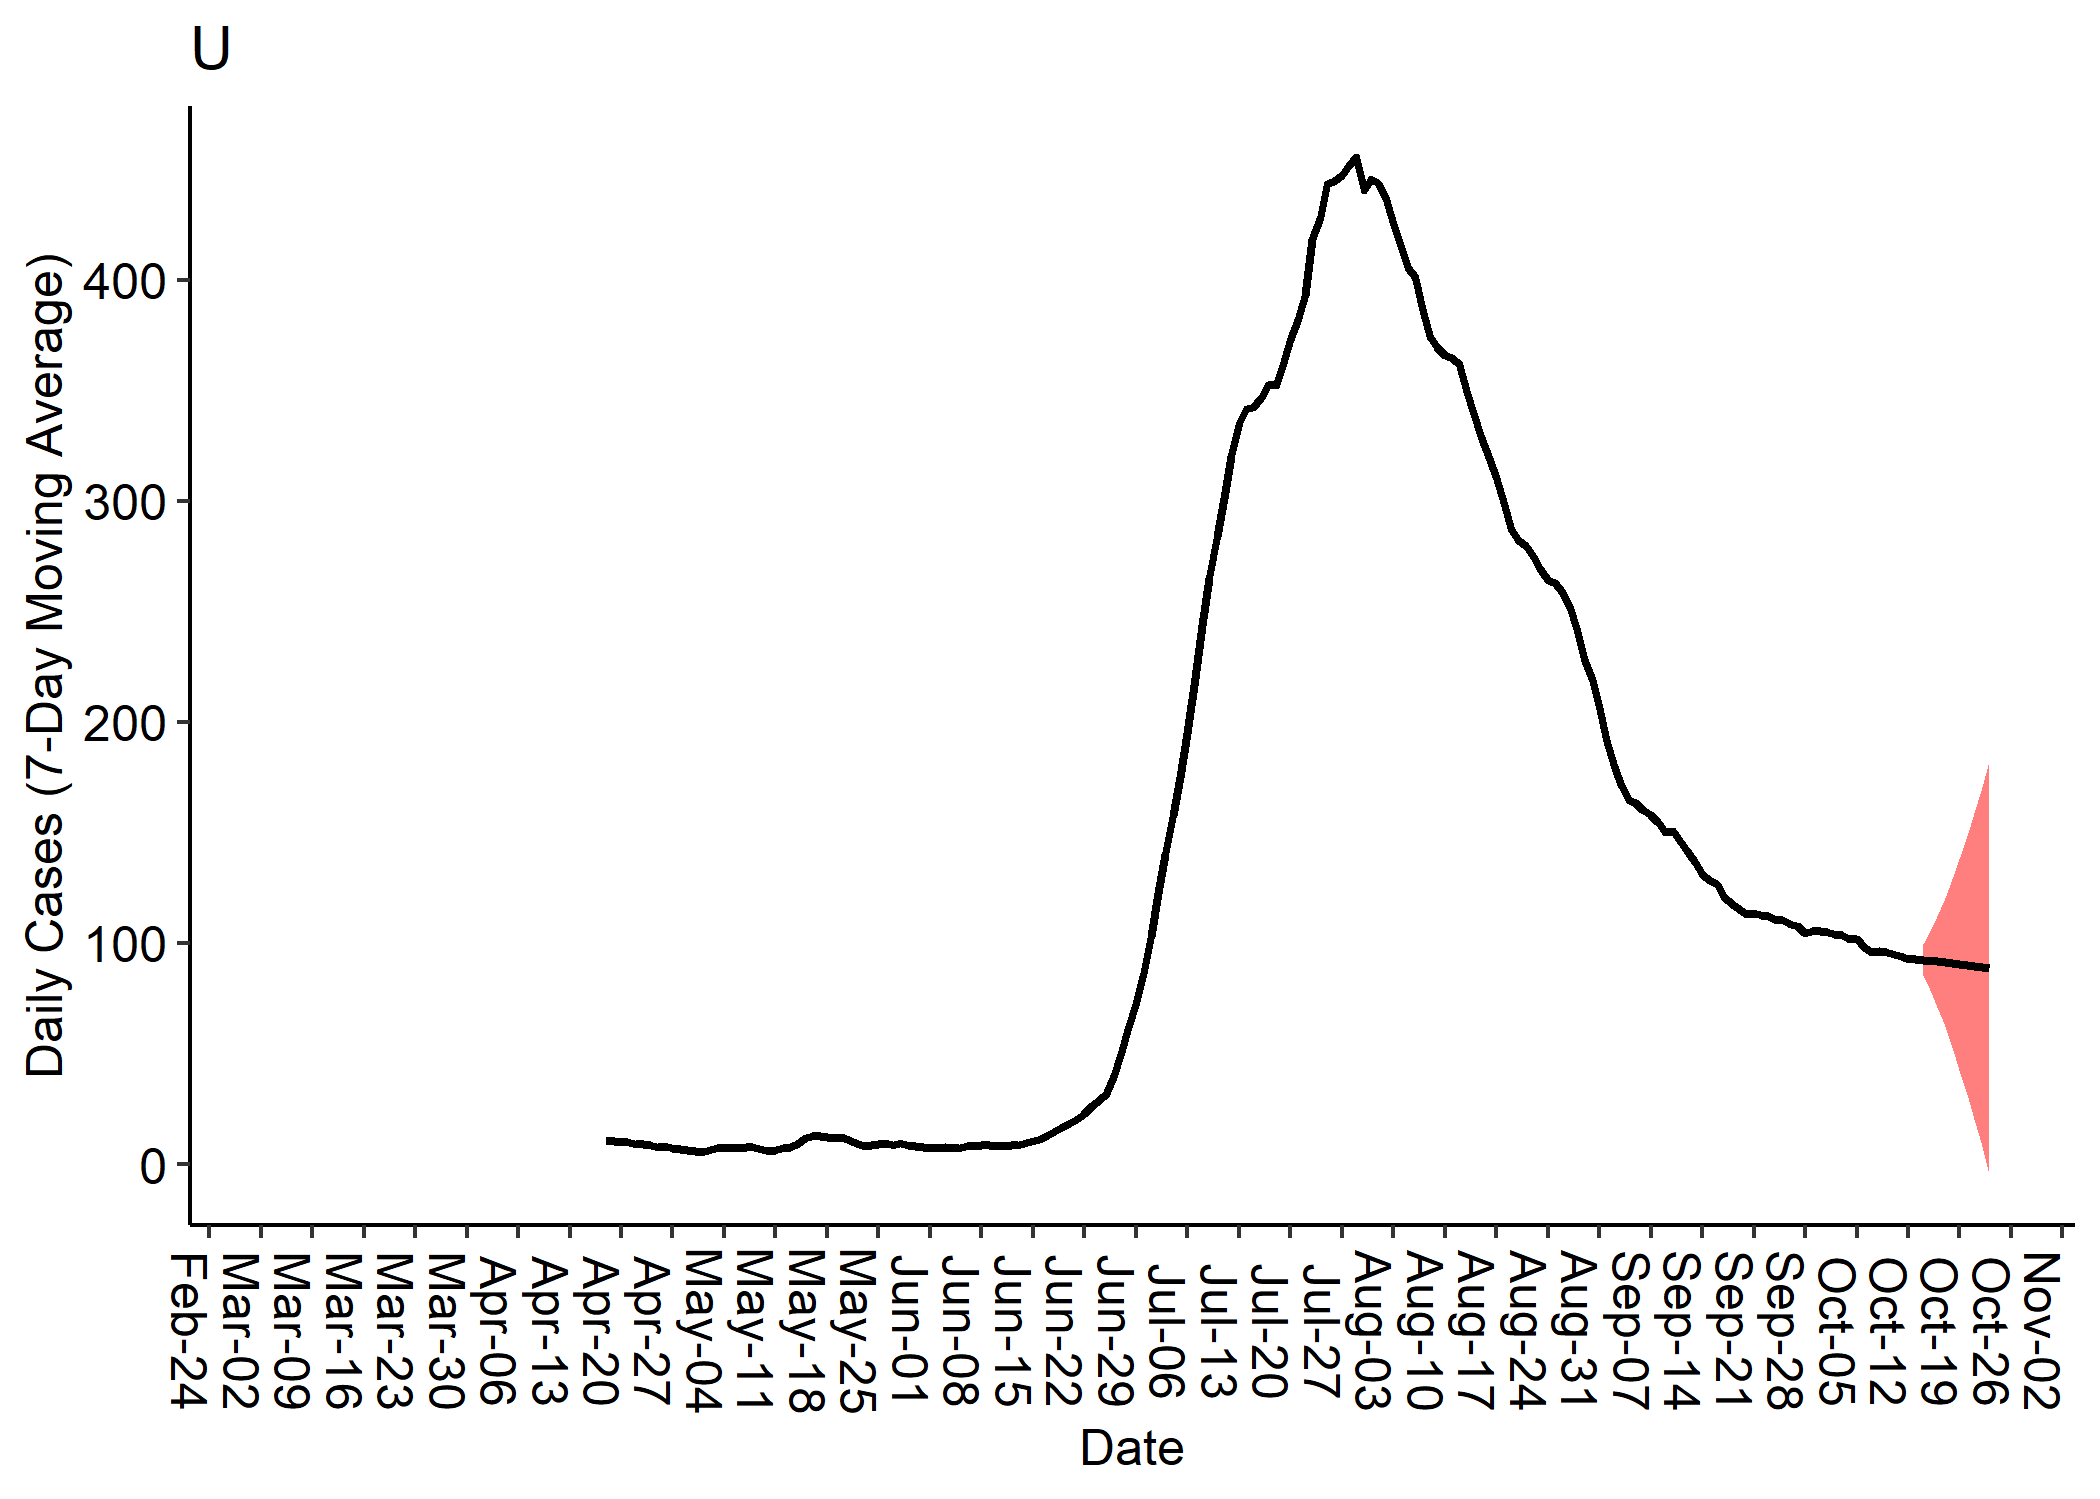 U
Daily Cases (7-Day Moving Average)
400
300
200
100
0
Feb-24
Mar-02
Mar-09
Mar-16
Mar-23
Mar-30
Apr-06
Apr-13
Apr-20
Apr-27
May-04
May-11
May-18
May-25
Jun-01
Jun-08
Jun-15
Jun-22
Jun-29
Jul-06
Jul-13
Jul-20
Jul-27
Aug-03
Aug-10
Aug-17
Aug-24
Aug-31
Sep-07
Sep-14
Sep-21
Sep-28
Oct-05
Oct-12
Oct-19
Oct-26
Nov-02
Date